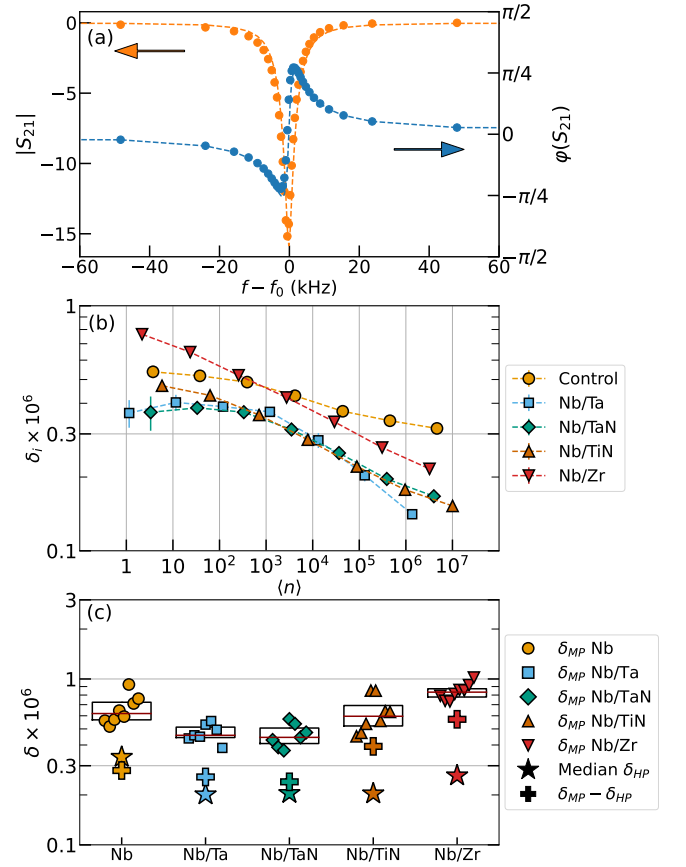 (a)
0
−5
−10
−15
|S21|
π/2
π/4
0
−π/4
−π/2
φ(S21)
−60 −40 −20 0 20 40 60
f − f0 (kHz)
(b)
1
0.3
0.1
δi × 10^6
1 10 10^2 10^3 10^4 10^5 10^6 10^7
⟨n⟩
Control
Nb/Ta
Nb/TaN
Nb/TiN
Nb/Zr
(c)
3
1
0.3
0.1
δ × 10^6
Nb Nb/Ta Nb/TaN Nb/TiN Nb/Zr
δMP Nb
δMP Nb/Ta
δMP Nb/TaN
δMP Nb/TiN
δMP Nb/Zr
Median δHP
δMP − δHP